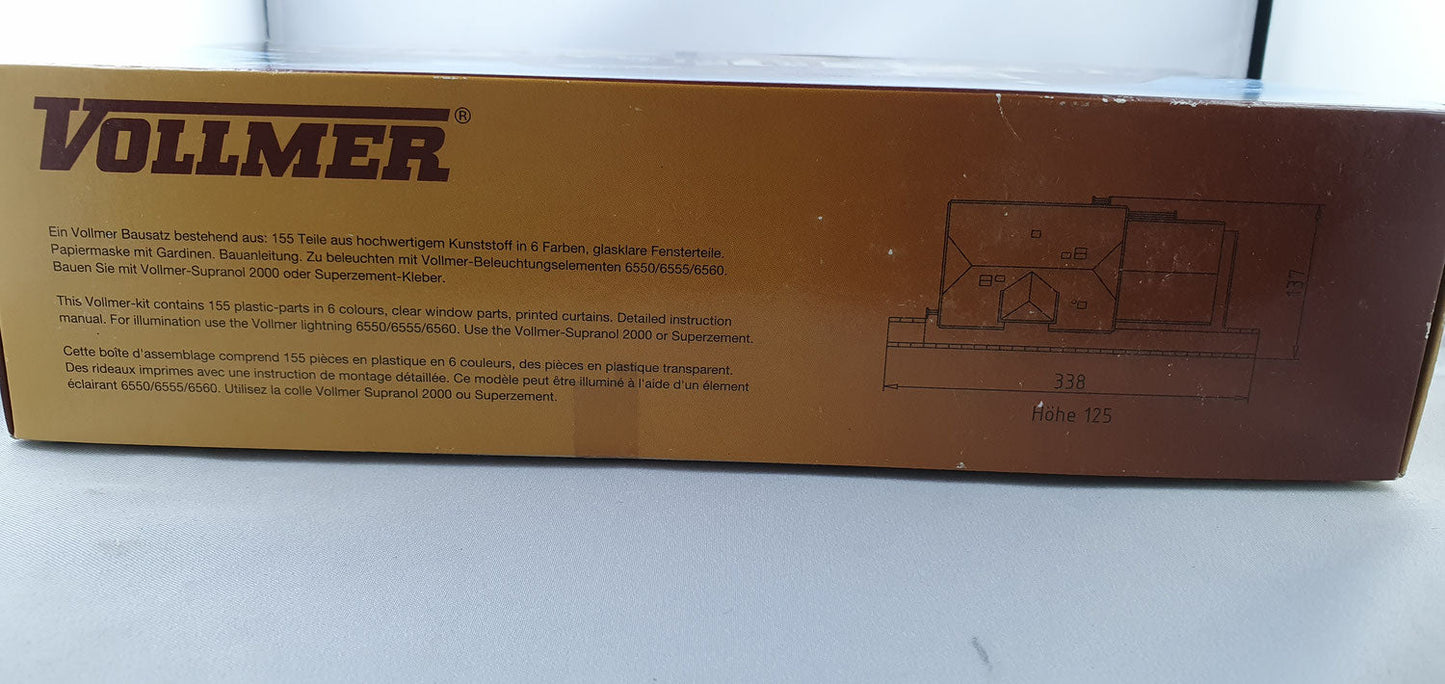 VOLLMER®
Ein Vollmer Bausatz bestehend aus: 155 Teile aus hochwertigem Kunststoff in 6 Farben, glasklare Fensterteile.
Papiermaske mit Gardinen. Bauanleitung. Zu beleuchten mit Vollmer-Beleuchtungselementen 6550/6555/6560.
Bauen Sie mit Vollmer-Supranol 2000 oder Superzement-Kleber.
This Vollmer-kit contains 155 plastic-parts in 6 colours, clear window parts, printed curtains. Detailed instruction
manual. For illumination use the Vollmer lightning 6550/6555/6560. Use the Vollmer-Supranol 2000 or Superzement.
Cette boîte d'assemblage comprend 155 pièces en plastique en 6 couleurs, des pièces en plastique transparent.
Des rideaux imprimes avec une instruction de montage détaillée. Ce modèle peut être illuminé à l'aide d'un élement
éclairant 6550/6555/6560. Utilisez la colle Vollmer Supranol 2000 ou Superzement.
137
338
Höhe 125